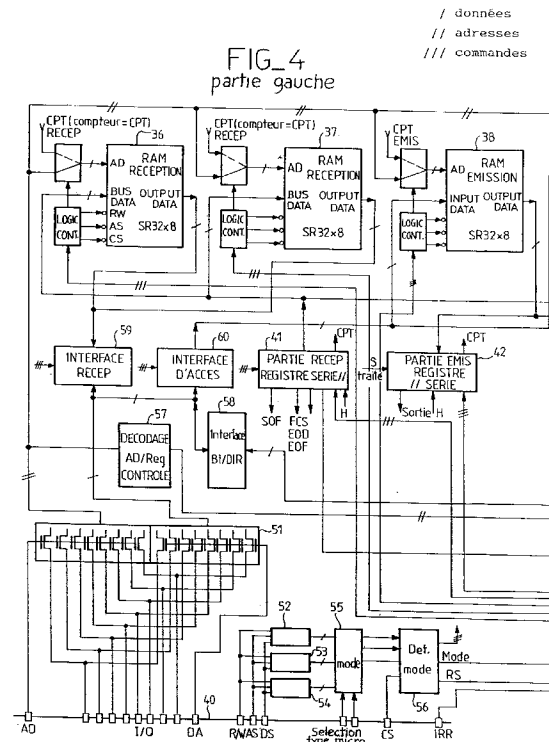 / données
// adresses
/// commandes
FIG_4
partie gauche
CPT(compteur=CPT)
RECEP
36
AD
RAM
RECEPTION
BUS
DATA
OUTPUT
DATA
LOGIC
CONT.
RW
AS
CS
SR32x8
CPT(compteur=CPT)
RECEP
37
AD
RAM
RECEPTION
BUS
DATA
OUTPUT
DATA
LOGIC
CONT.
SR32x8
CPT
EMIS
38
AD
RAM
EMISSION
INPUT
DATA
OUTPUT
DATA
LOGIC
CONT.
SR32x8
59
INTERFACE
RECEP
60
INTERFACE
D'ACCES
41
CPT
PARTIE RECEP
REGISTRE SERIE//
S
traite
CPT
42
PARTIE EMIS
REGISTRE
// SERIE
SOF
FCS
EOD
EOF
H
Sortie
H
57
DECODAGE
AD/Reg
CONTROLE
58
Interface
BI/DIR
51
52
53
54
55
mode
Det.
mode
56
Mode
RS
AD
I/O
DA
40
R/W
AS
DS
Selection
type micro
CS
IRR